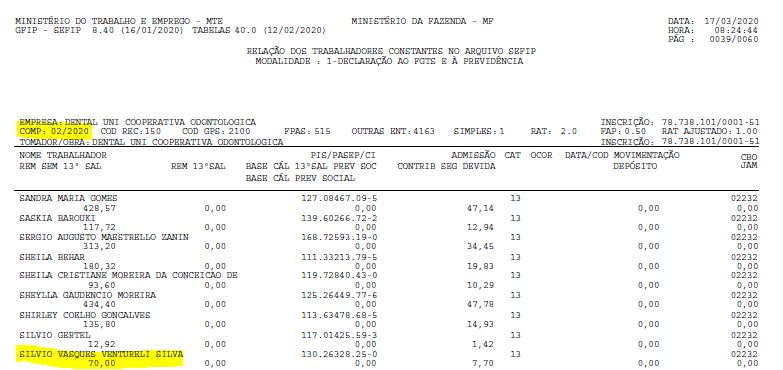 MINISTÉRIO DO TRABALHO E EMPREGO - MTE MINISTÉRIO DA FAZENDA - MF DATA: 17/03/2020
GFIP - SEFIP 8.40 (16/01/2020) TABELAS 40.0 (12/02/2020) HORA: 08:24:44
PÁG : 0039/0060
RELAÇÃO DOS TRABALHADORES CONSTANTES NO ARQUIVO SEFIP
MODALIDADE : 1-DECLARAÇÃO AO FGTS E À PREVIDÊNCIA
EMPRESA: DENTAL UNI COOPERATIVA ODONTOLOGICA INSCRIÇÃO: 78.738.101/0001-51
COMP: 02/2020 COD REC:150 COD GPS: 2100 FPAS: 515 OUTRAS ENT: 4163 SIMPLES: 1 RAT: 2.0 FAP: 0.50 RAT AJUSTADO: 1.00
TOMADOR/OBRA: DENTAL UNI COOPERATIVA ODONTOLOGICA INSCRIÇÃO: 78.738.101/0001-51
NOME TRABALHADOR PIS/PASEP/CI ADMISSÃO CAT OCOR DATA/COD MOVIMENTAÇÃO CBO
REM SEM 13° SAL REM 13°SAL BASE CÁL 13°SAL PREV SOC CONTRIB SEG DEVIDA DEPÓSITO JAM
BASE CÁL PREV SOCIAL
SANDRA MARIA GOMES 127.08467.09-5 13 02232
428,57 0,00 0,00 47,14 0,00 0,00
SASKIA BAROUKI 139.60266.72-2 13 02232
117,72 0,00 0,00 12,94 0,00 0,00
SERGIO AUGUSTO MAESTRELLO ZANIN 168.72593.19-0 13 02232
313,20 0,00 0,00 34,45 0,00 0,00
SHEILA BEHAR 111.33213.79-5 13 02232
180,32 0,00 0,00 19,83 0,00 0,00
SHEILA CRISTIANE MOREIRA DA CONCEICAO DE 119.72840.43-0 13 02232
93,60 0,00 0,00 10,29 0,00 0,00
SHEYLLA GAUDENCIO MOREIRA 125.26449.77-6 13 02232
434,40 0,00 0,00 47,78 0,00 0,00
SHIRLEY COELHO GONCALVES 113.63478.68-5 13 02232
135,80 0,00 0,00 14,93 0,00 0,00
SILVIO GERTEL 117.01425.59-3 13 02232
12,92 0,00 0,00 1,42 0,00 0,00
SILVIO VASQUES VENTURELI SILVA 130.26328.25-0 13 02232
70,00 0,00 0,00 7,70 0,00 0,00